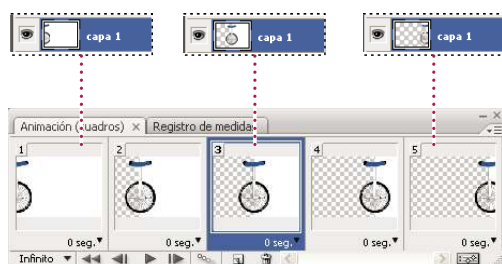 capa 1 capa 1 capa 1
Animación (cuadros) × Registro de medida
1 2 3 4 5
0 seg. 0 seg. 0 seg. 0 seg. 0 seg.
Infinito